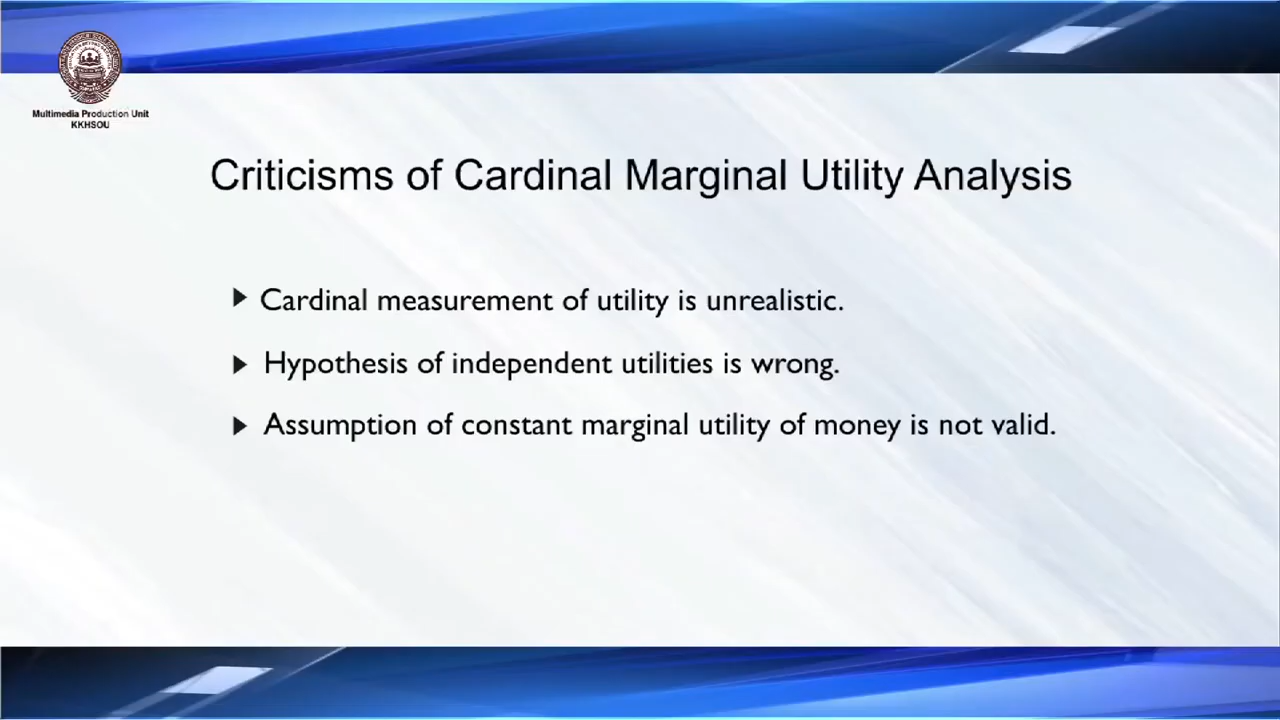 Multimedia Production Unit
KKHSOU
Criticisms of Cardinal Marginal Utility Analysis
Cardinal measurement of utility is unrealistic.
Hypothesis of independent utilities is wrong.
Assumption of constant marginal utility of money is not valid.